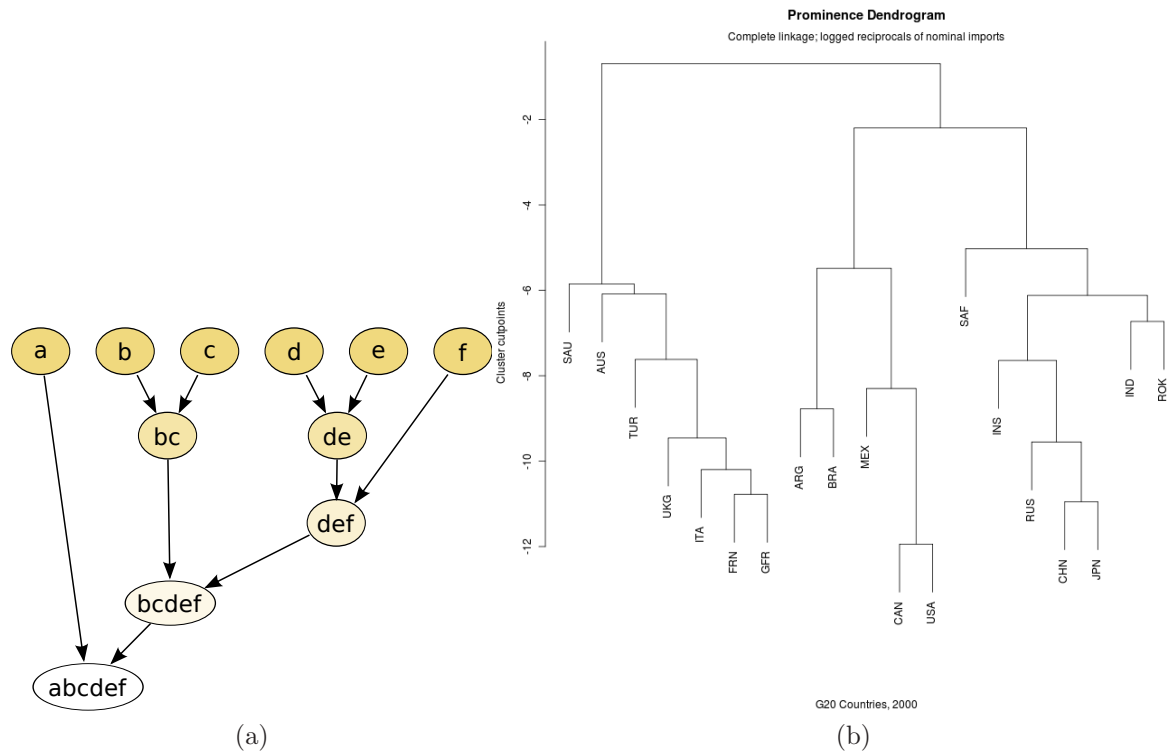 a b c d e f
bc de
def
bcdef
abcdef
(a)
Prominence Dendrogram
Complete linkage; logged reciprocals of nominal imports
Cluster cutpoints
-2
-4
-6
-8
-10
-12
SAU
AUS
TUR
UKG
ITA
FRN
GFR
ARG
BRA
MEX
CAN
USA
SAF
INS
RUS
CHN
JPN
IND
ROK
G20 Countries, 2000
(b)